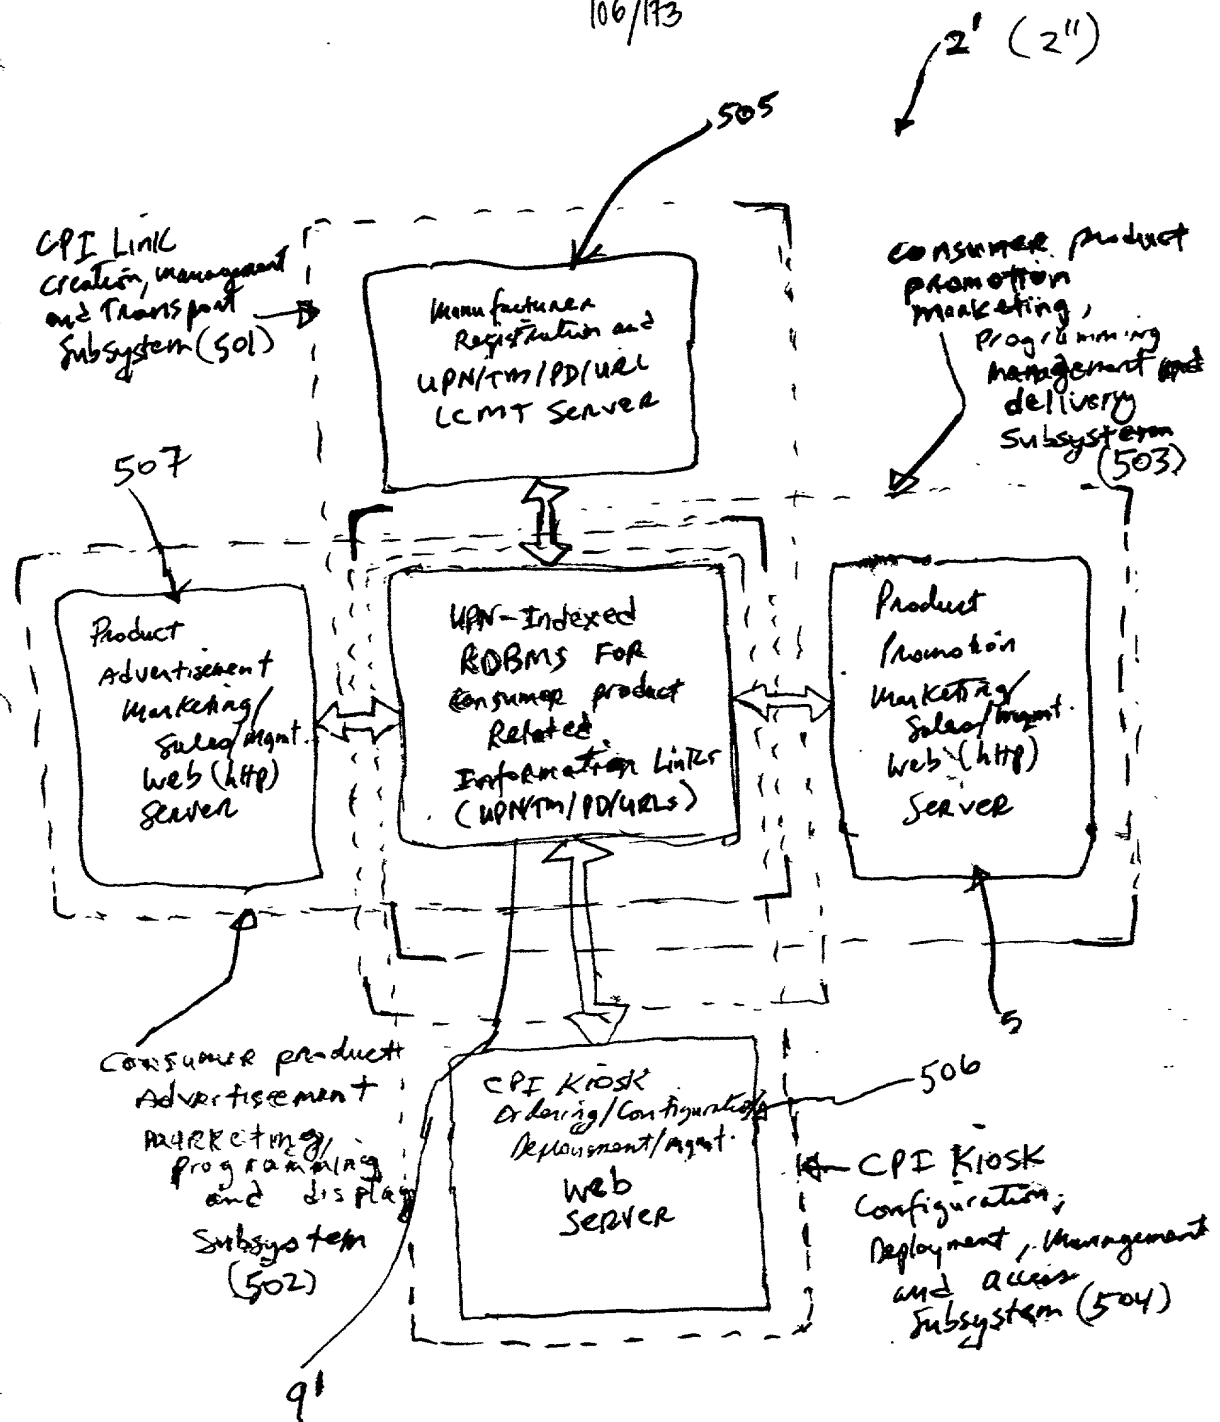 106/173
2' (2")
505
CPI Link
Creation, Management
and Transport
Subsystem (501)
Manufacturer
Registration and
UPN/TM/PD/URL
LCMT SERVER
Consumer product
promotion
marketing,
Programming
management and
delivery
Subsystem
(503)
507
Product
Advertisement
Marketing/
Sales/mgmt.
Web (http)
Server
UPN-Indexed
RDBMS FOR
Consumer product
Related
Information Links
(UPN/TM/PD/URLs)
Product
Promotion
Marketing/
Sales/mgmt.
Web (http)
Server
5
Consumer product
Advertisement
Marketing,
programming
and display
Subsystem
(502)
CPI Kiosk
Ordering/Configuration
Deployment/Mgmt.
Web
Server
506
CPI Kiosk
Configuration,
Deployment, Management
and access
Subsystem (504)
9'